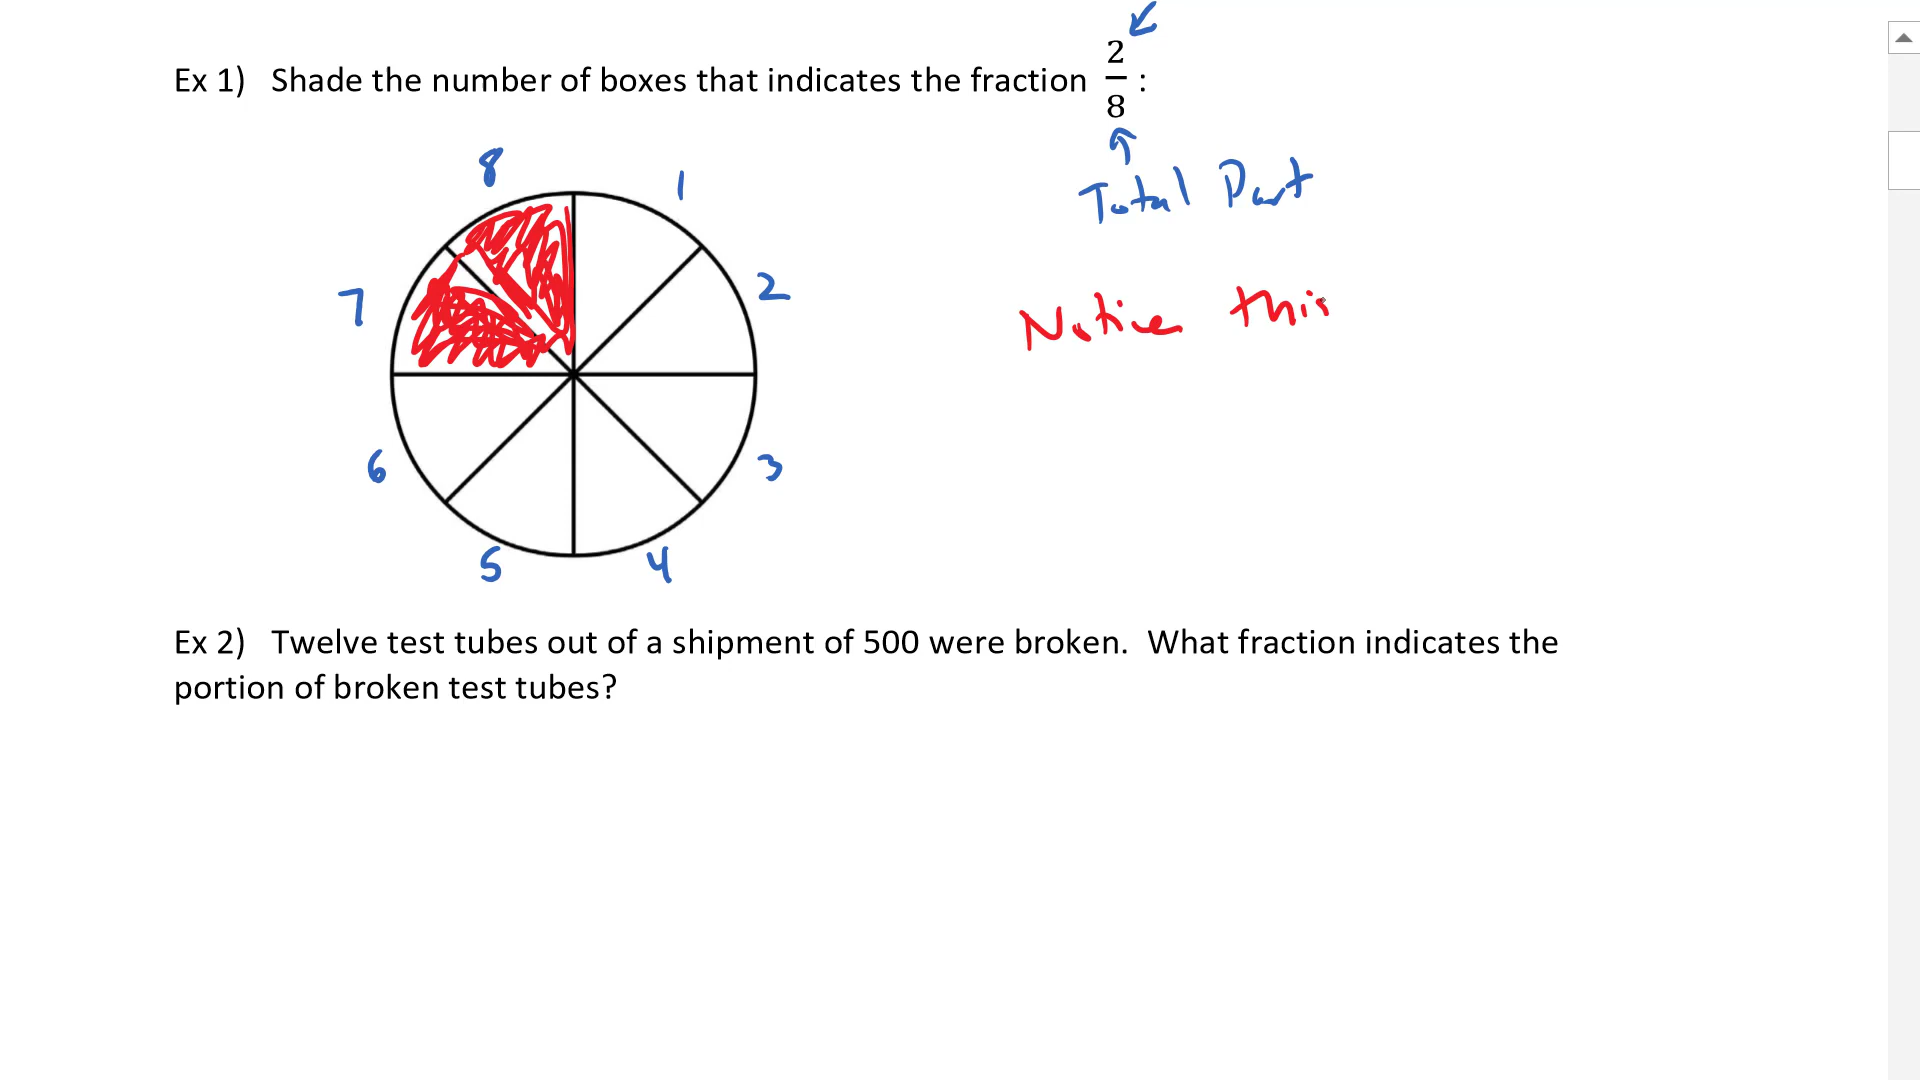 Ex 1) Shade the number of boxes that indicates the fraction 2/8 :
Total Part
8
1
7
2
Notice this
6
3
5
4
Ex 2) Twelve test tubes out of a shipment of 500 were broken. What fraction indicates the
portion of broken test tubes?